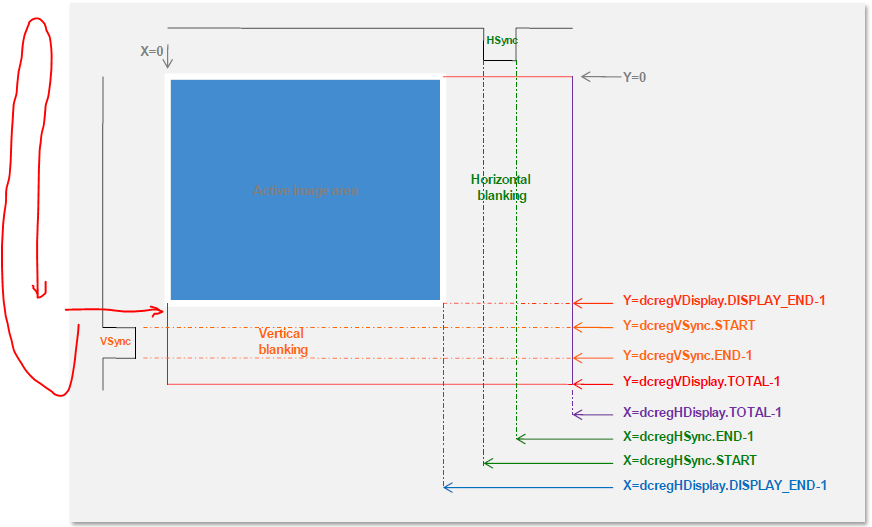 HSync
X=0
Y=0
Active image area
Horizontal
blanking
Y=dcregVDisplay.DISPLAY_END-1
Y=dcregVSync.START
VSync
Vertical
blanking
Y=dcregVSync.END-1
Y=dcregVDisplay.TOTAL-1
X=dcregHDisplay.TOTAL-1
X=dcregHSync.END-1
X=dcregHSync.START
X=dcregHDisplay.DISPLAY_END-1